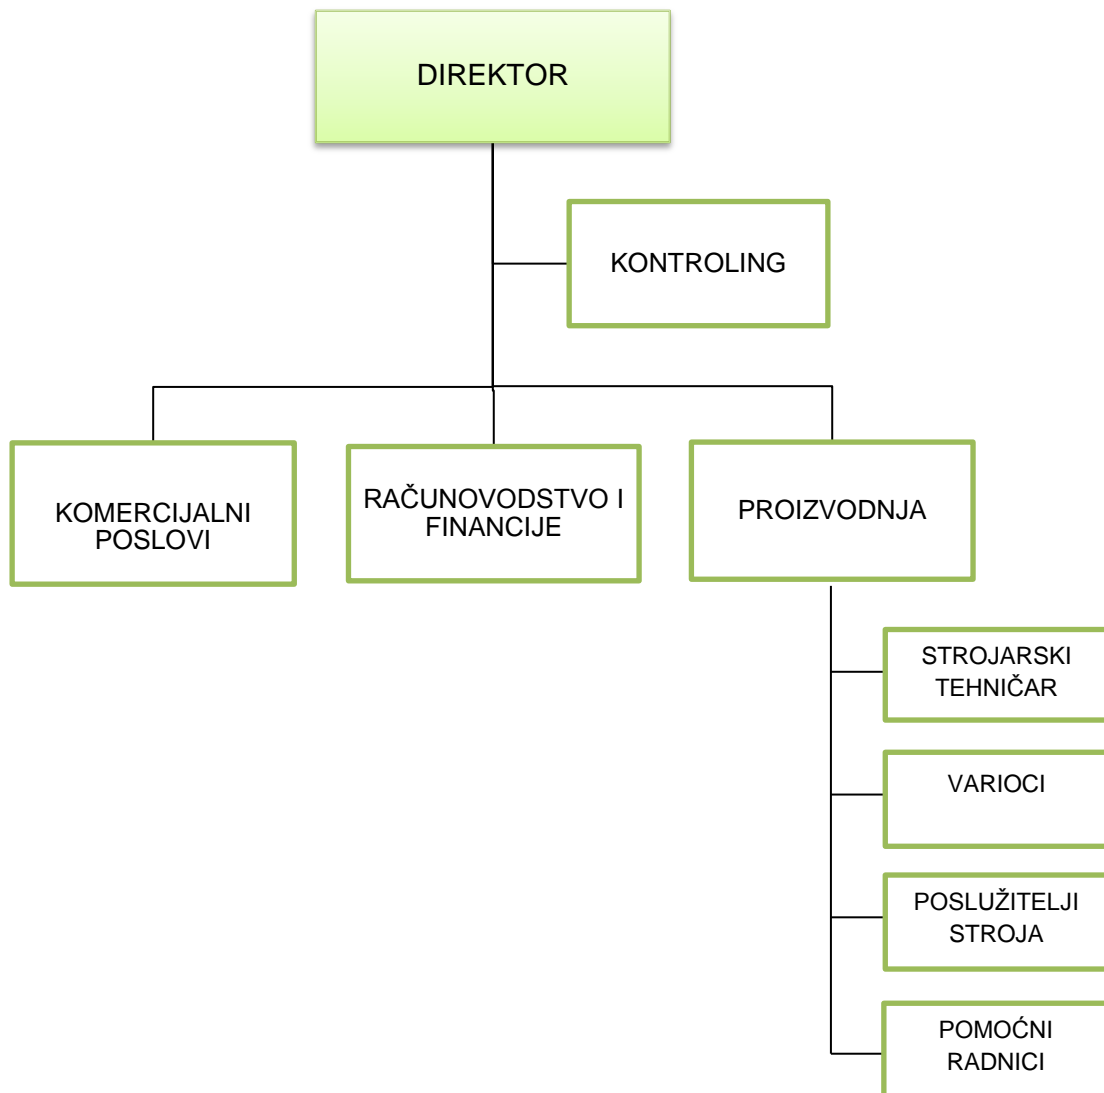 DIREKTOR
KONTROLING
KOMERCIJALNI
POSLOVI
RAČUNOVODSTVO I
FINANCIJE
PROIZVODNJA
STROJARSKI
TEHNIČAR
VARIOCI
POSLUŽITELJI
STROJA
POMOĆNI
RADNICI